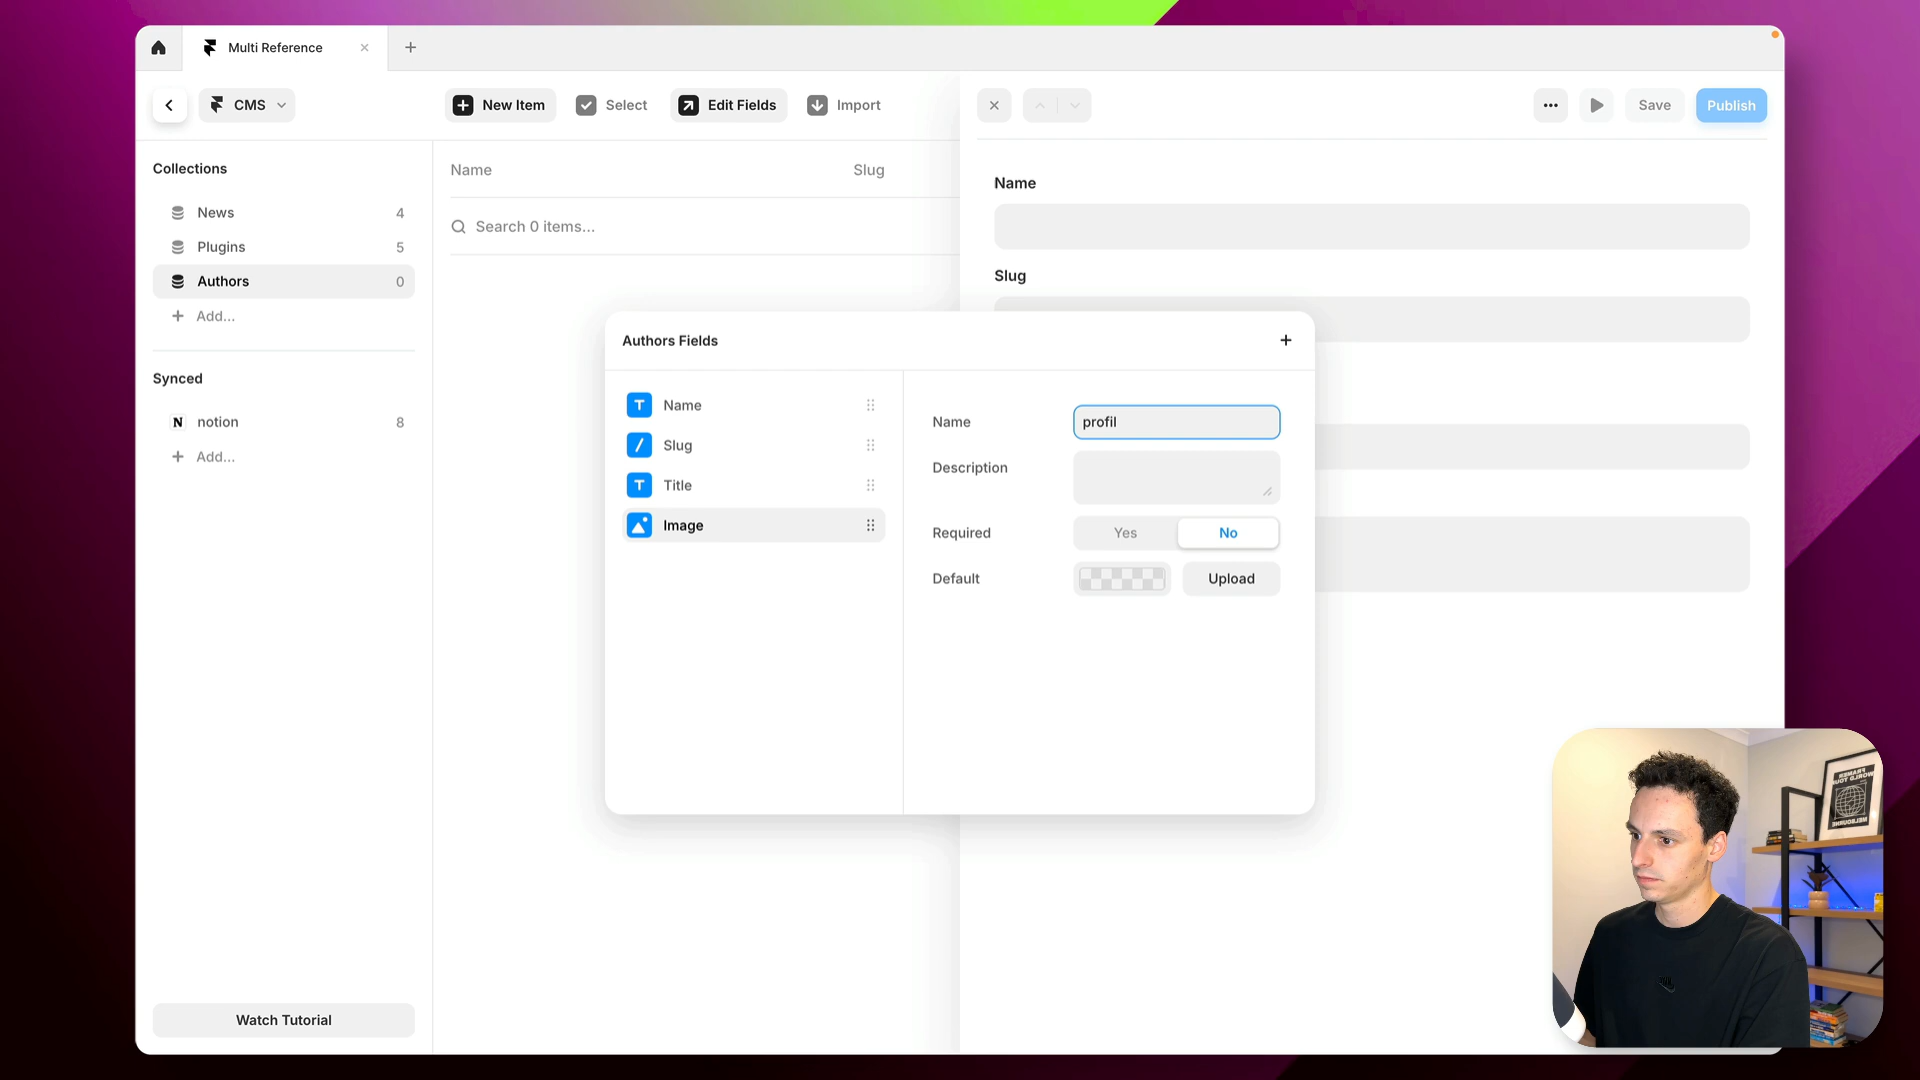 Multi Reference
CMS
New Item
Select
Edit Fields
Import
Save
Publish
Collections
News 4
Plugins 5
Authors 0
Add...
Synced
notion 8
Add...
Watch Tutorial
Name Slug
Search 0 items...
Name
Slug
Authors Fields
Name
Slug
Title
Image
Name profil
Description
Required Yes No
Default Upload